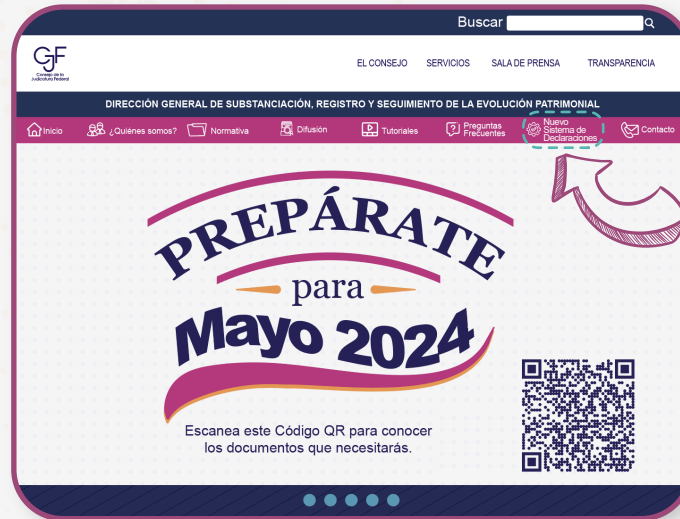 Buscar
CJF
Consejo de la
Judicatura Federal
EL CONSEJO SERVICIOS SALA DE PRENSA TRANSPARENCIA
DIRECCIÓN GENERAL DE SUBSTANCIACIÓN, REGISTRO Y SEGUIMIENTO DE LA EVOLUCIÓN PATRIMONIAL
Inicio ¿Quiénes somos? Normativa Difusión Tutoriales Preguntas Frecuentes Nuevo Sistema de Declaraciones Contacto
PREPÁRATE
para
Mayo 2024
Escanea este Código QR para conocer
los documentos que necesitarás.